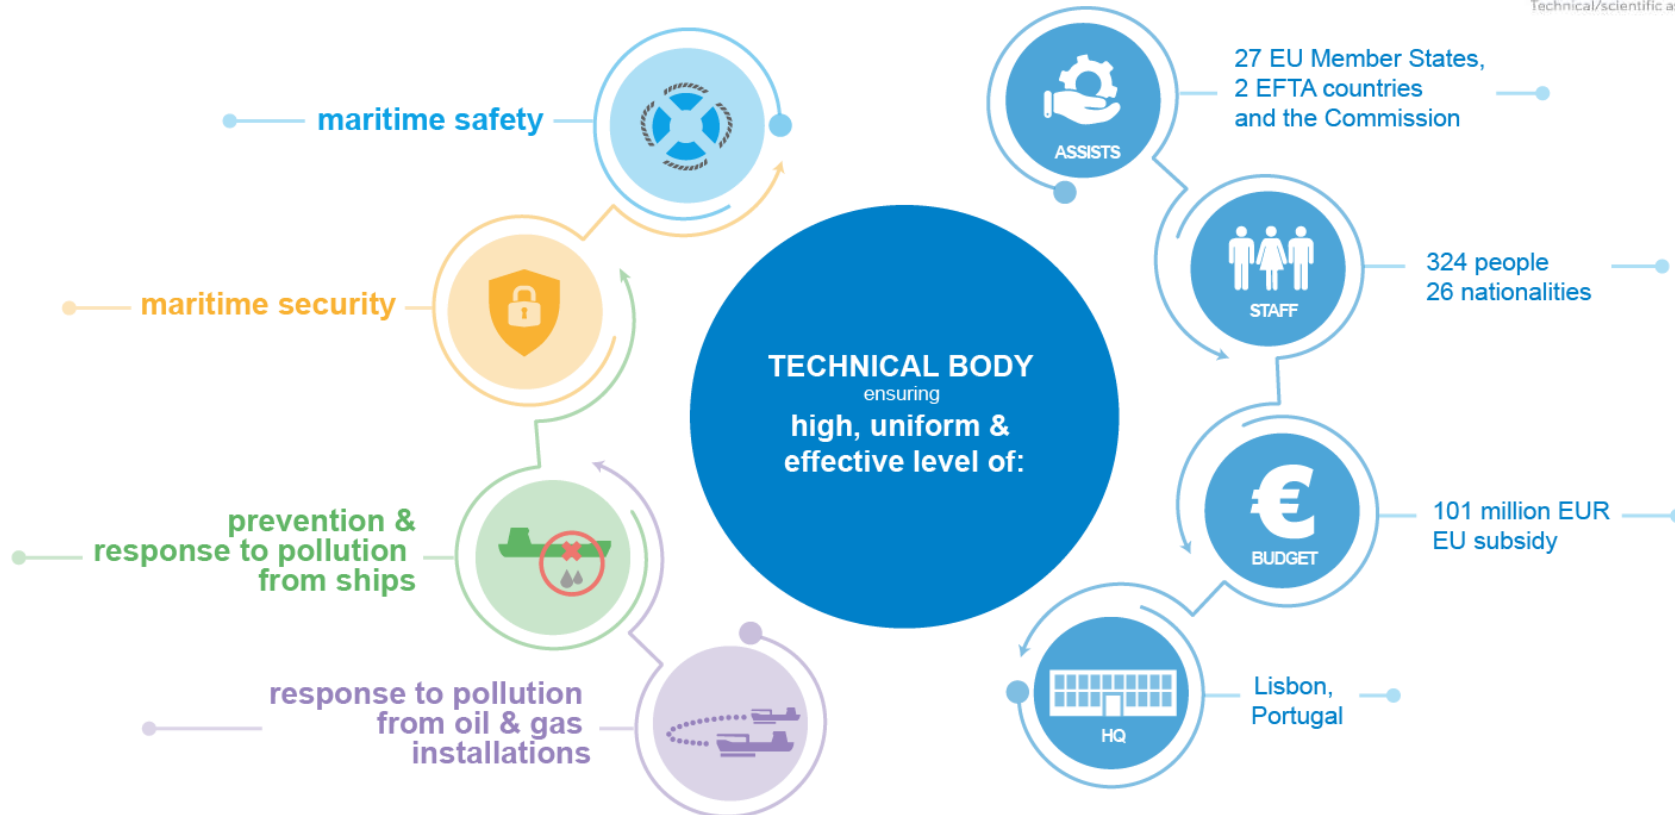 Technical/scientific
maritime safety
maritime security
prevention &
response to pollution
from ships
response to pollution
from oil & gas
installations
TECHNICAL BODY
ensuring
high, uniform &
effective level of:
ASSISTS
27 EU Member States,
2 EFTA countries
and the Commission
STAFF
324 people
26 nationalities
€
BUDGET
101 million EUR
EU subsidy
HQ
Lisbon,
Portugal